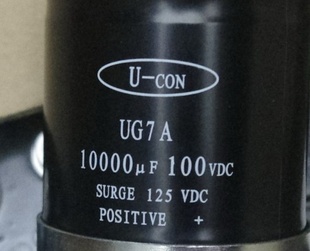 U-CON
UG7A
10000μF 100VDC
SURGE 125 VDC
POSITIVE +